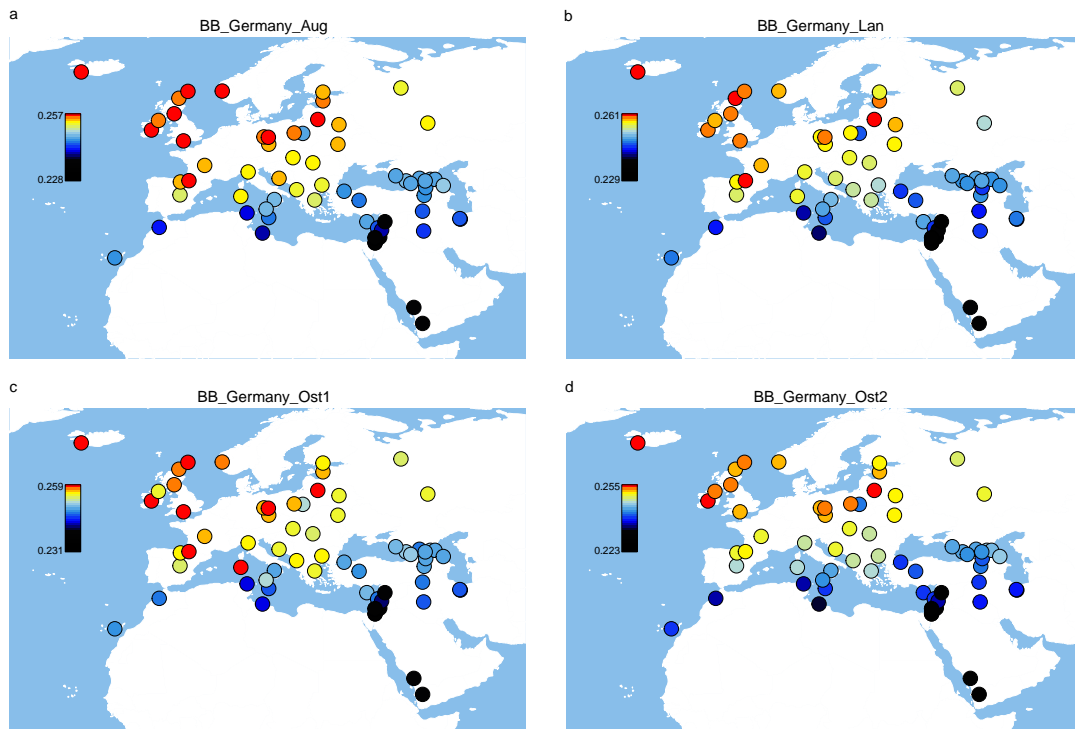 a
BB_Germany_Aug
0.257
0.228
b
BB_Germany_Lan
0.261
0.229
c
BB_Germany_Ost1
0.259
0.231
d
BB_Germany_Ost2
0.255
0.223